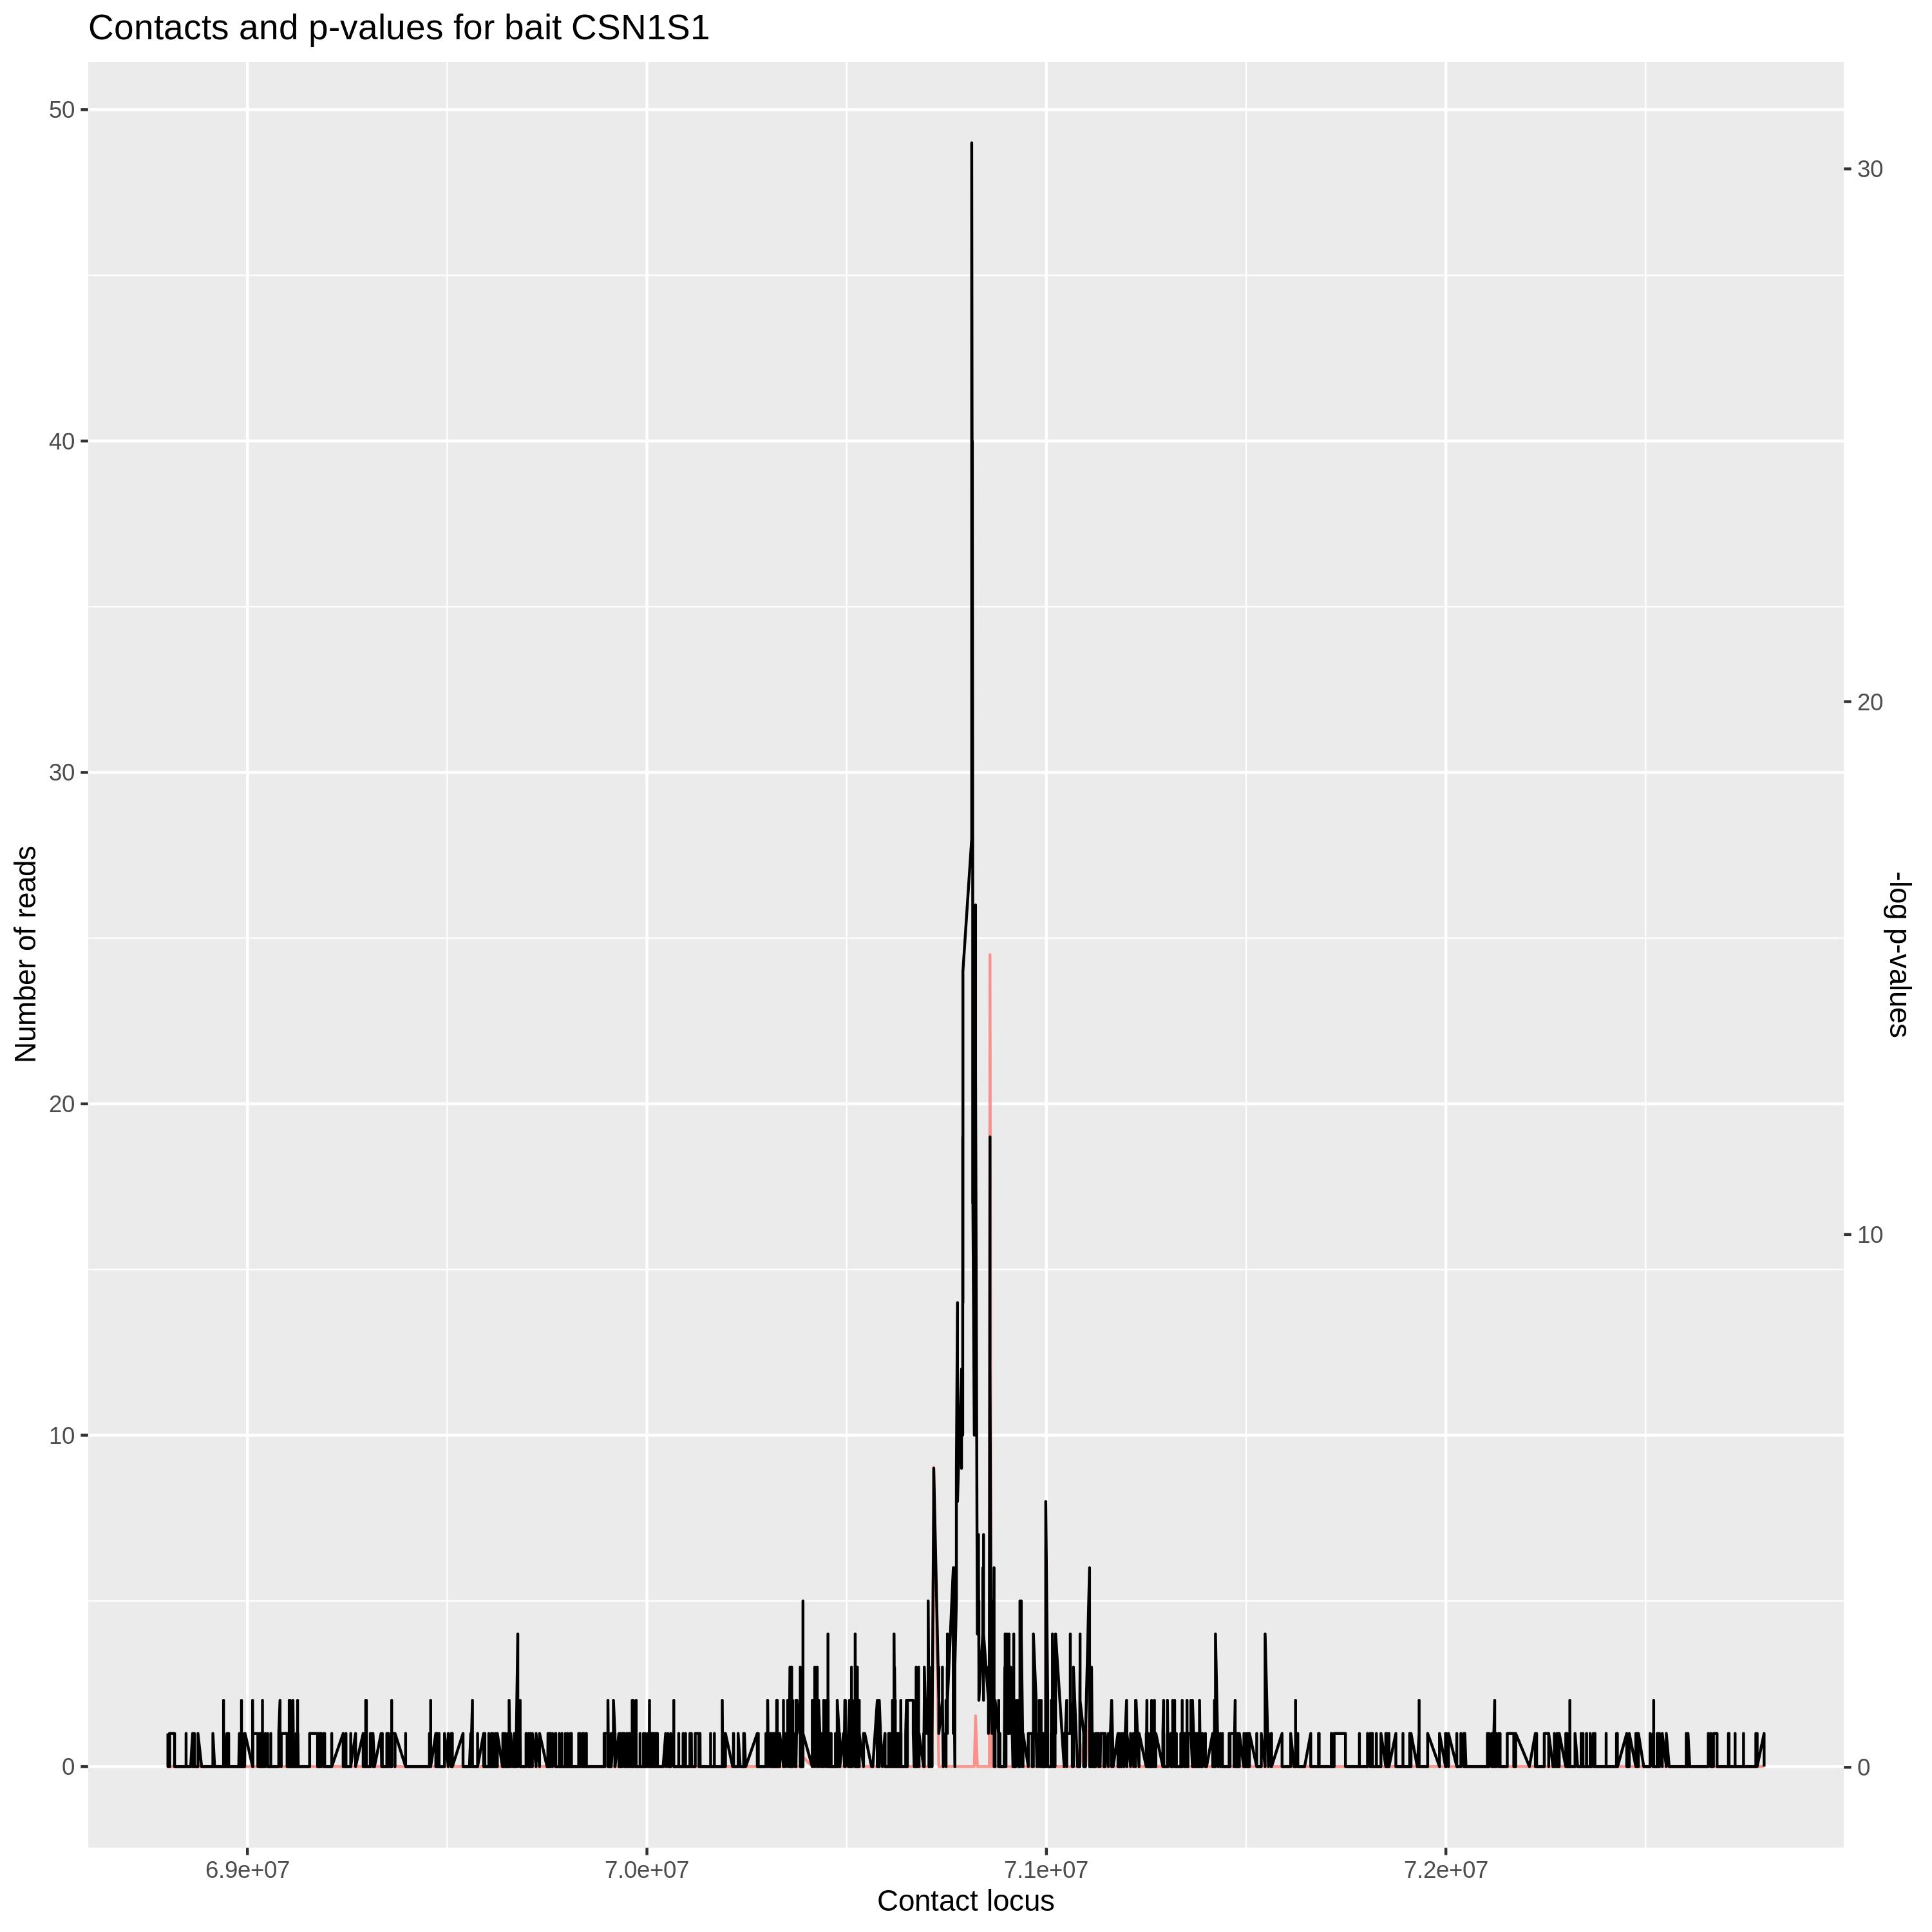 Contacts and p-values for bait CSN1S1
50
40
30
20
10
0
Number of reads
30
20
10
0
-log p-values
6.9e+07 7.0e+07 7.1e+07 7.2e+07
Contact locus